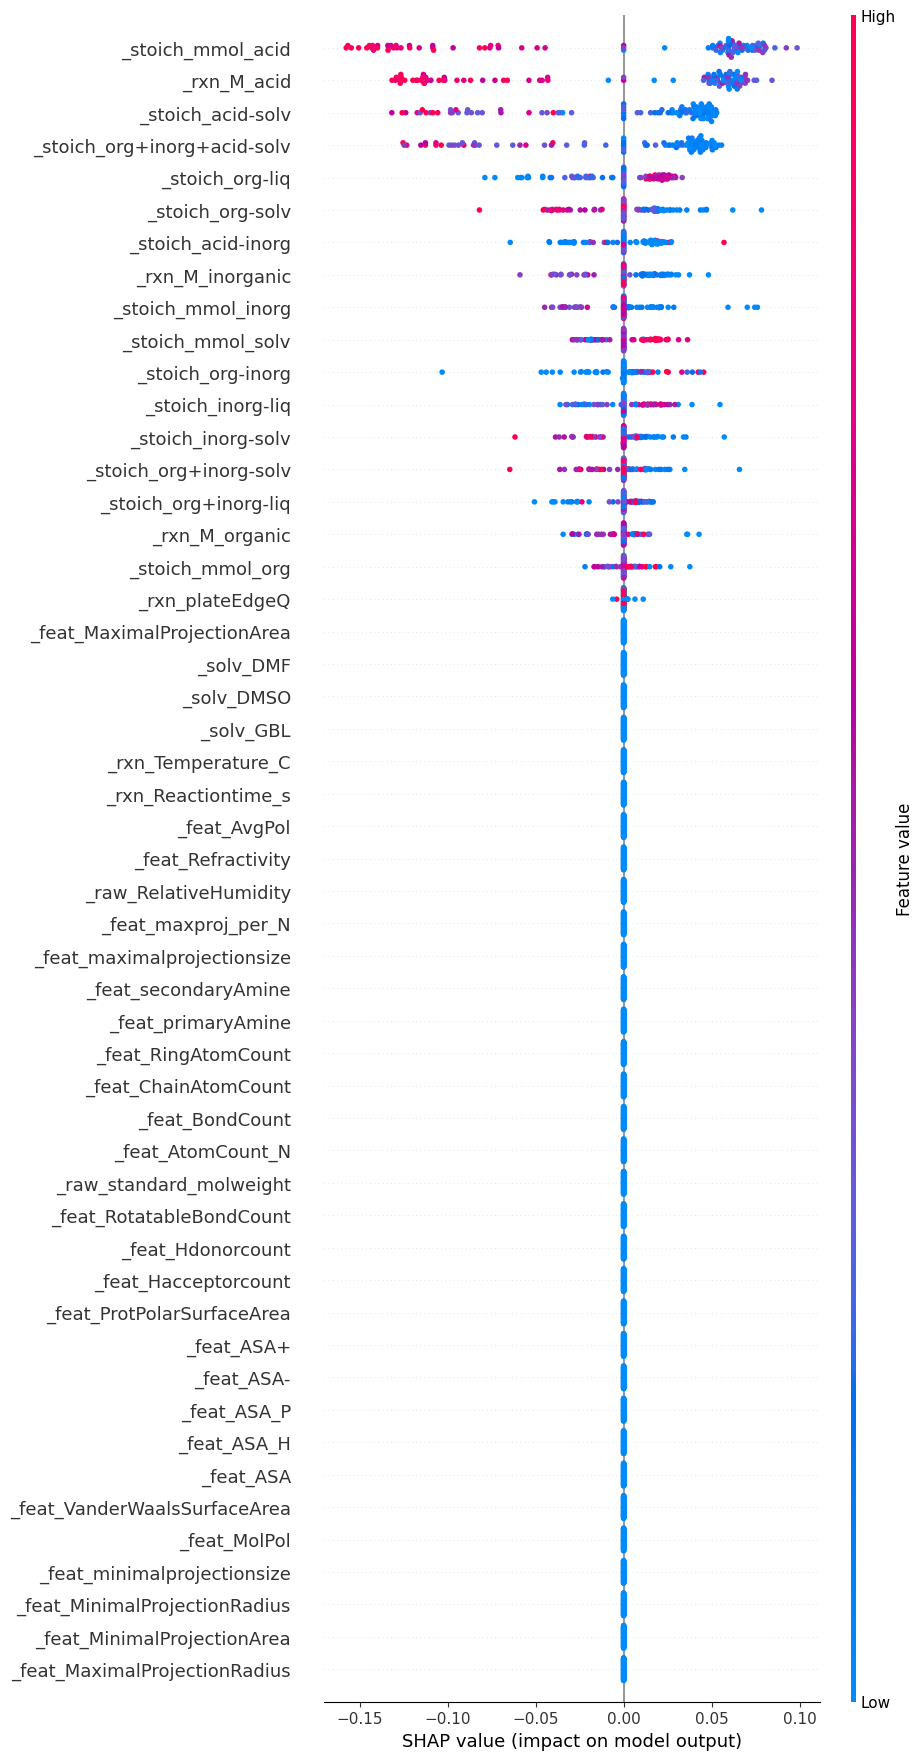 High
_stoich_mmol_acid
_rxn_M_acid
_stoich_acid-solv
_stoich_org+inorg+acid-solv
_stoich_org-liq
_stoich_org-solv
_stoich_acid-inorg
_rxn_M_inorganic
_stoich_mmol_inorg
_stoich_mmol_solv
_stoich_org-inorg
_stoich_inorg-liq
_stoich_inorg-solv
_stoich_org+inorg-solv
_stoich_org+inorg-liq
_rxn_M_organic
_stoich_mmol_org
_rxn_plateEdgeQ
_feat_MaximalProjectionArea
_solv_DMF
_solv_DMSO
_solv_GBL
_rxn_Temperature_C
_rxn_Reactiontime_s
_feat_AvgPol
_feat_Refractivity
_raw_RelativeHumidity
_feat_maxproj_per_N
_feat_maximalprojectionsize
_feat_secondaryAmine
_feat_primaryAmine
_feat_RingAtomCount
_feat_ChainAtomCount
_feat_BondCount
_feat_AtomCount_N
_raw_standard_molweight
_feat_RotatableBondCount
_feat_Hdonorcount
_feat_Hacceptorcount
_feat_ProtPolarSurfaceArea
_feat_ASA+
_feat_ASA-
_feat_ASA_P
_feat_ASA_H
_feat_ASA
_feat_VanderWaalsSurfaceArea
_feat_MolPol
_feat_minimalprojectionsize
_feat_MinimalProjectionRadius
_feat_MinimalProjectionArea
_feat_MaximalProjectionRadius
Feature value
Low
−0.15 −0.10 −0.05 0.00 0.05 0.10
SHAP value (impact on model output)